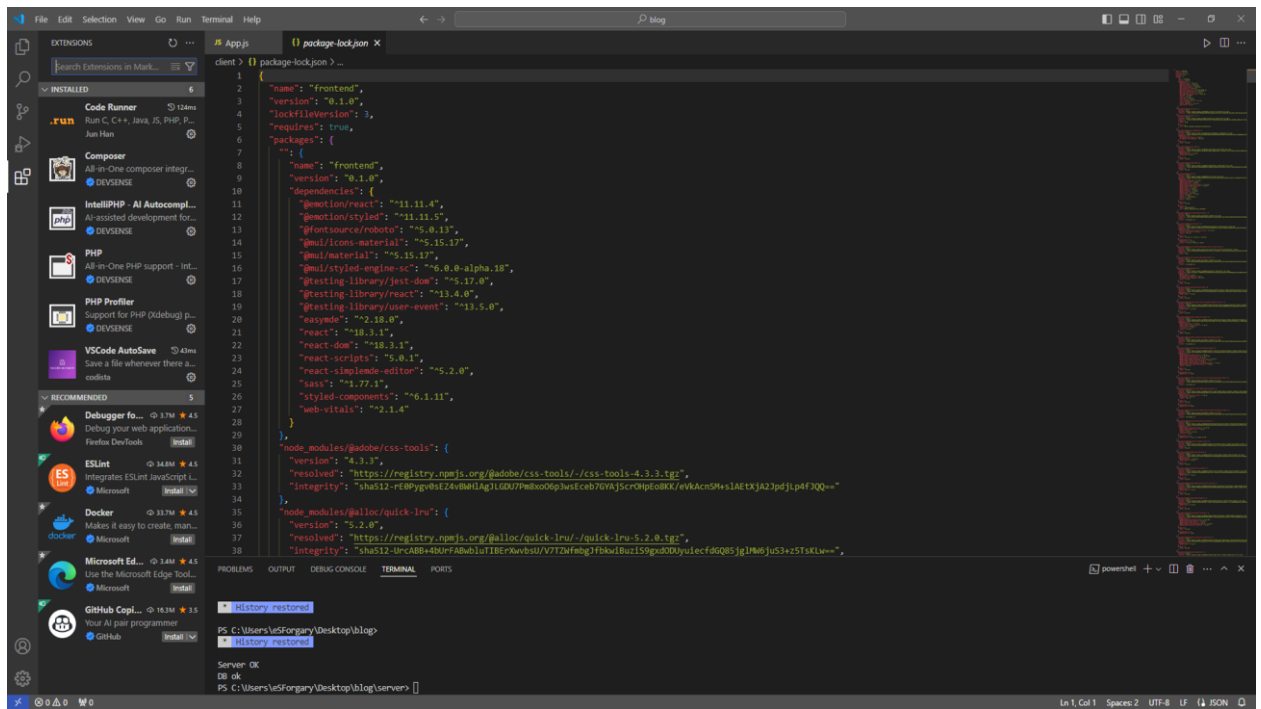 File Edit Selection View Go Run Terminal Help
blog
EXTENSIONS
Search Extensions in Mark...
INSTALLED 6
Code Runner 124ms
.run
Run C, C++, Java, JS, PHP, P...
Jun Han
Composer
All-in-One composer integr...
DEVSENSE
IntelliPHP - AI Autocompl...
php
AI-assisted development for...
DEVSENSE
PHP
All-in-One PHP support - Int...
DEVSENSE
PHP Profiler
Support for PHP (Xdebug) p...
DEVSENSE
VSCode AutoSave 43ms
Save a file whenever there a...
codista
RECOMMENDED 5
Debugger fo... 3.7M ★ 4.5
Debug your web application...
Firefox DevTools Install
ESLint 34.8M ★ 4.5
ES
Integrates ESLint JavaScript i...
Microsoft Install
Docker 33.7M ★ 4.5
Makes it easy to create, man...
docker Microsoft Install
Microsoft Ed... 3.4M ★ 4.5
Use the Microsoft Edge Tool...
Microsoft Install
GitHub Copi... 16.3M ★ 3.5
Your AI pair programmer
GitHub Install
JS App.js {} package-lock.json ×
client > {} package-lock.json > ...
1 {
2 "name": "frontend",
3 "version": "0.1.0",
4 "lockfileVersion": 3,
5 "requires": true,
6 "packages": {
7 "": {
8 "name": "frontend",
9 "version": "0.1.0",
10 "dependencies": {
11 "@emotion/react": "^11.11.4",
12 "@emotion/styled": "^11.11.5",
13 "@fontsource/roboto": "^5.0.13",
14 "@mui/icons-material": "^5.15.17",
15 "@mui/material": "^5.15.17",
16 "@mui/styled-engine-sc": "^6.0.0-alpha.18",
17 "@testing-library/jest-dom": "^5.17.0",
18 "@testing-library/react": "^13.4.0",
19 "@testing-library/user-event": "^13.5.0",
20 "easymde": "^2.18.0",
21 "react": "^18.3.1",
22 "react-dom": "^18.3.1",
23 "react-scripts": "5.0.1",
24 "react-simplemde-editor": "^5.2.0",
25 "sass": "^1.77.1",
26 "styled-components": "^6.1.11",
27 "web-vitals": "^2.1.4"
28 }
29 },
30 "node_modules/@adobe/css-tools": {
31 "version": "4.3.3",
32 "resolved": "https://registry.npmjs.org/@adobe/css-tools/-/css-tools-4.3.3.tgz",
33 "integrity":
34 },
35 "node_modules/@alloc/quick-lru": {
36 "version": "5.2.0",
37 "resolved": "https://registry.npmjs.org/@alloc/quick-lru/-/quick-lru-5.2.0.tgz",
38 "integrity":
PROBLEMS OUTPUT DEBUG CONSOLE TERMINAL PORTS
powershell
* History restored
PS C:\Users\eSForgary\Desktop\blog>
* History restored
Server OK
DB ok
PS C:\Users\eSForgary\Desktop\blog\server>
0 0 0
Ln 1, Col 1 Spaces: 2 UTF-8 LF {} JSON